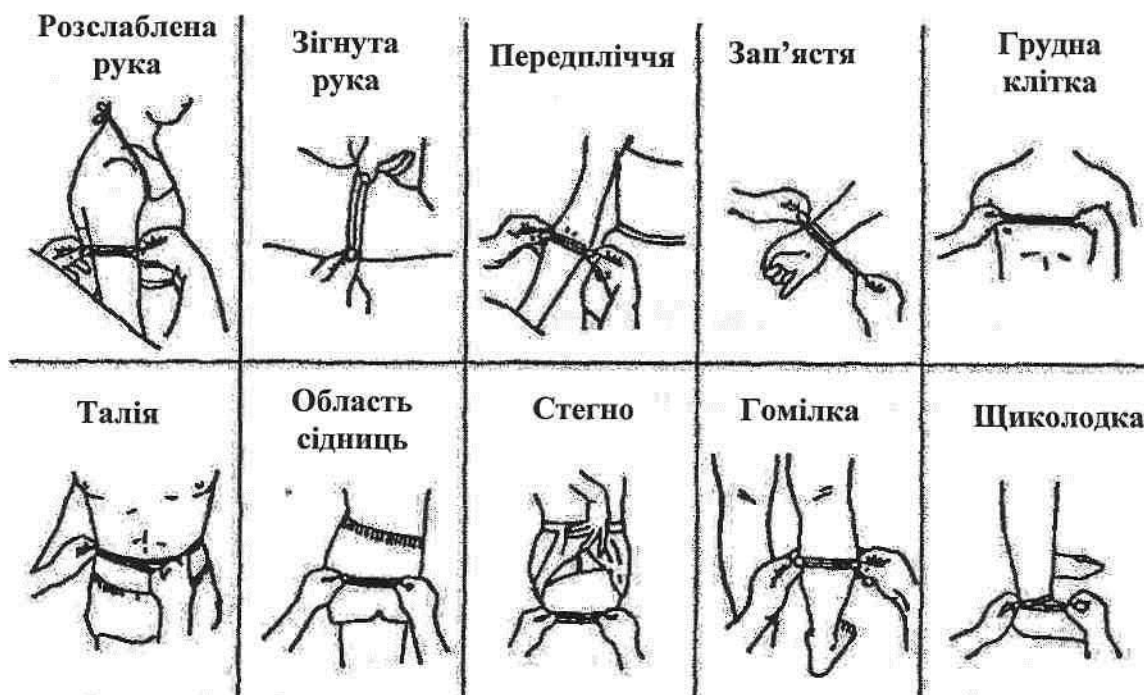 Розслаблена
рука
Зігнута
рука
Передпліччя
Зап’ястя
Грудна
клітка
Талія
Область
сідниць
Стегно
Гомілка
Щиколодка